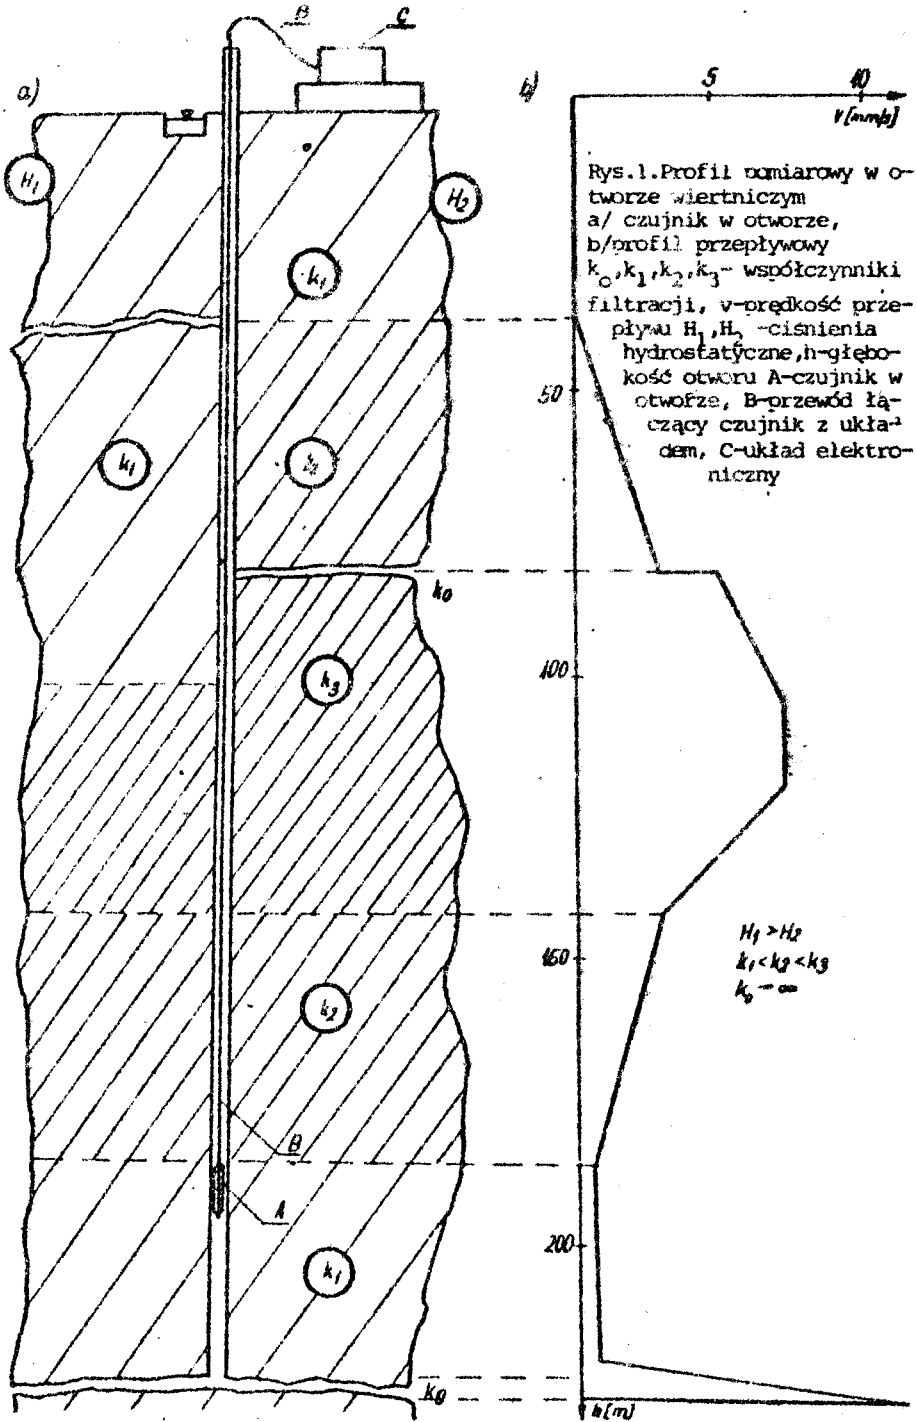 a)
B
C
H₁
H₂
k₁
k₁
k₀
k₃
k₂
B
A
k₁
k₀
b)
5
10
v[mm/s]
Rys.1.Profil pomiarowy w o-
tworze wiertniczym
a/ czujnik w otworze,
b/profil przepływowy
k₀,k₁,k₂,k₃- współczynniki
filtracji, v-prędkość prze-
pływu H₁,H₂ -ciśnienia
hydrostatyczne,h-głębo-
kość otworu A-czujnik w
otworze, B-przewód łą-
czący czujnik z ukła-
dem, C-układ elektro-
niczny
50
100
150
200
H₁ > H₂
k₁ < k₂ < k₃
k₀ → ∞
h[m]